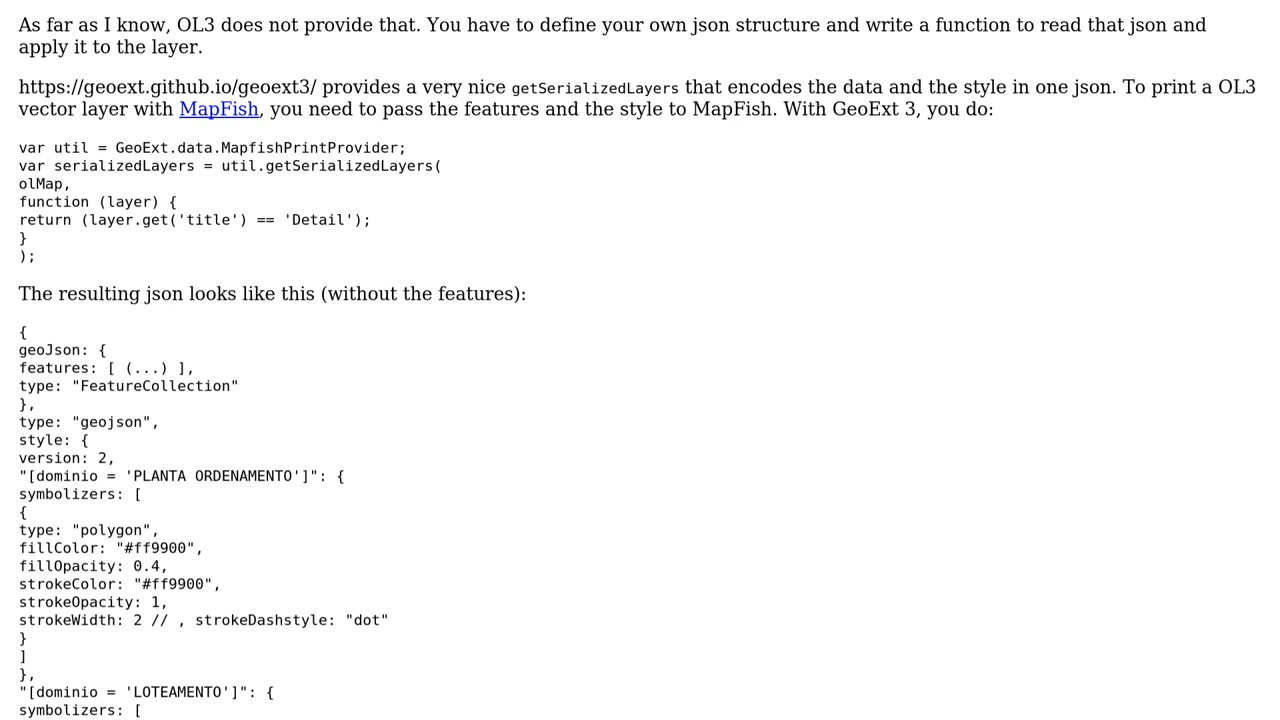 As far as I know, OL3 does not provide that. You have to define your own json structure and write a function to read that json and
apply it to the layer.
https://geoext.github.io/geoext3/ provides a very nice getSerializedLayers that encodes the data and the style in one json. To print a OL3
vector layer with MapFish, you need to pass the features and the style to MapFish. With GeoExt 3, you do:
var util = GeoExt.data.MapfishPrintProvider;
var serializedLayers = util.getSerializedLayers(
olMap,
function (layer) {
return (layer.get('title') == 'Detail');
}
);
The resulting json looks like this (without the features):
{
geoJson: {
features: [ (...) ],
type: "FeatureCollection"
},
type: "geojson",
style: {
version: 2,
"[dominio = 'PLANTA ORDENAMENTO']": {
symbolizers: [
{
type: "polygon",
fillColor: "#ff9900",
fillOpacity: 0.4,
strokeColor: "#ff9900",
strokeOpacity: 1,
strokeWidth: 2 // , strokeDashstyle: "dot"
}
]
},
"[dominio = 'LOTEAMENTO']": {
symbolizers: [